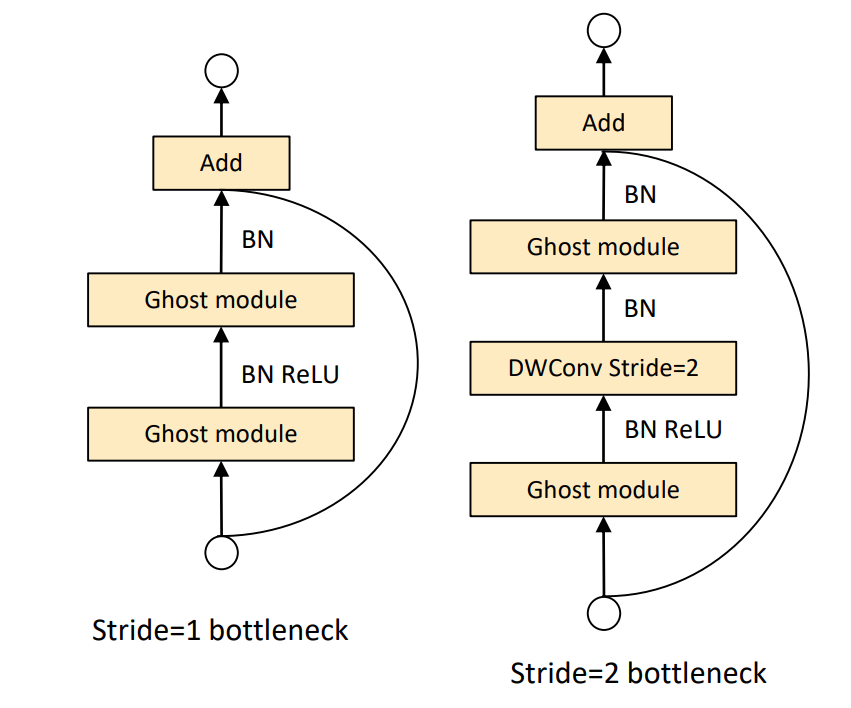 Add
BN
Ghost module
BN ReLU
Ghost module
Stride=1 bottleneck
Add
BN
Ghost module
BN
DWConv Stride=2
BN ReLU
Ghost module
Stride=2 bottleneck